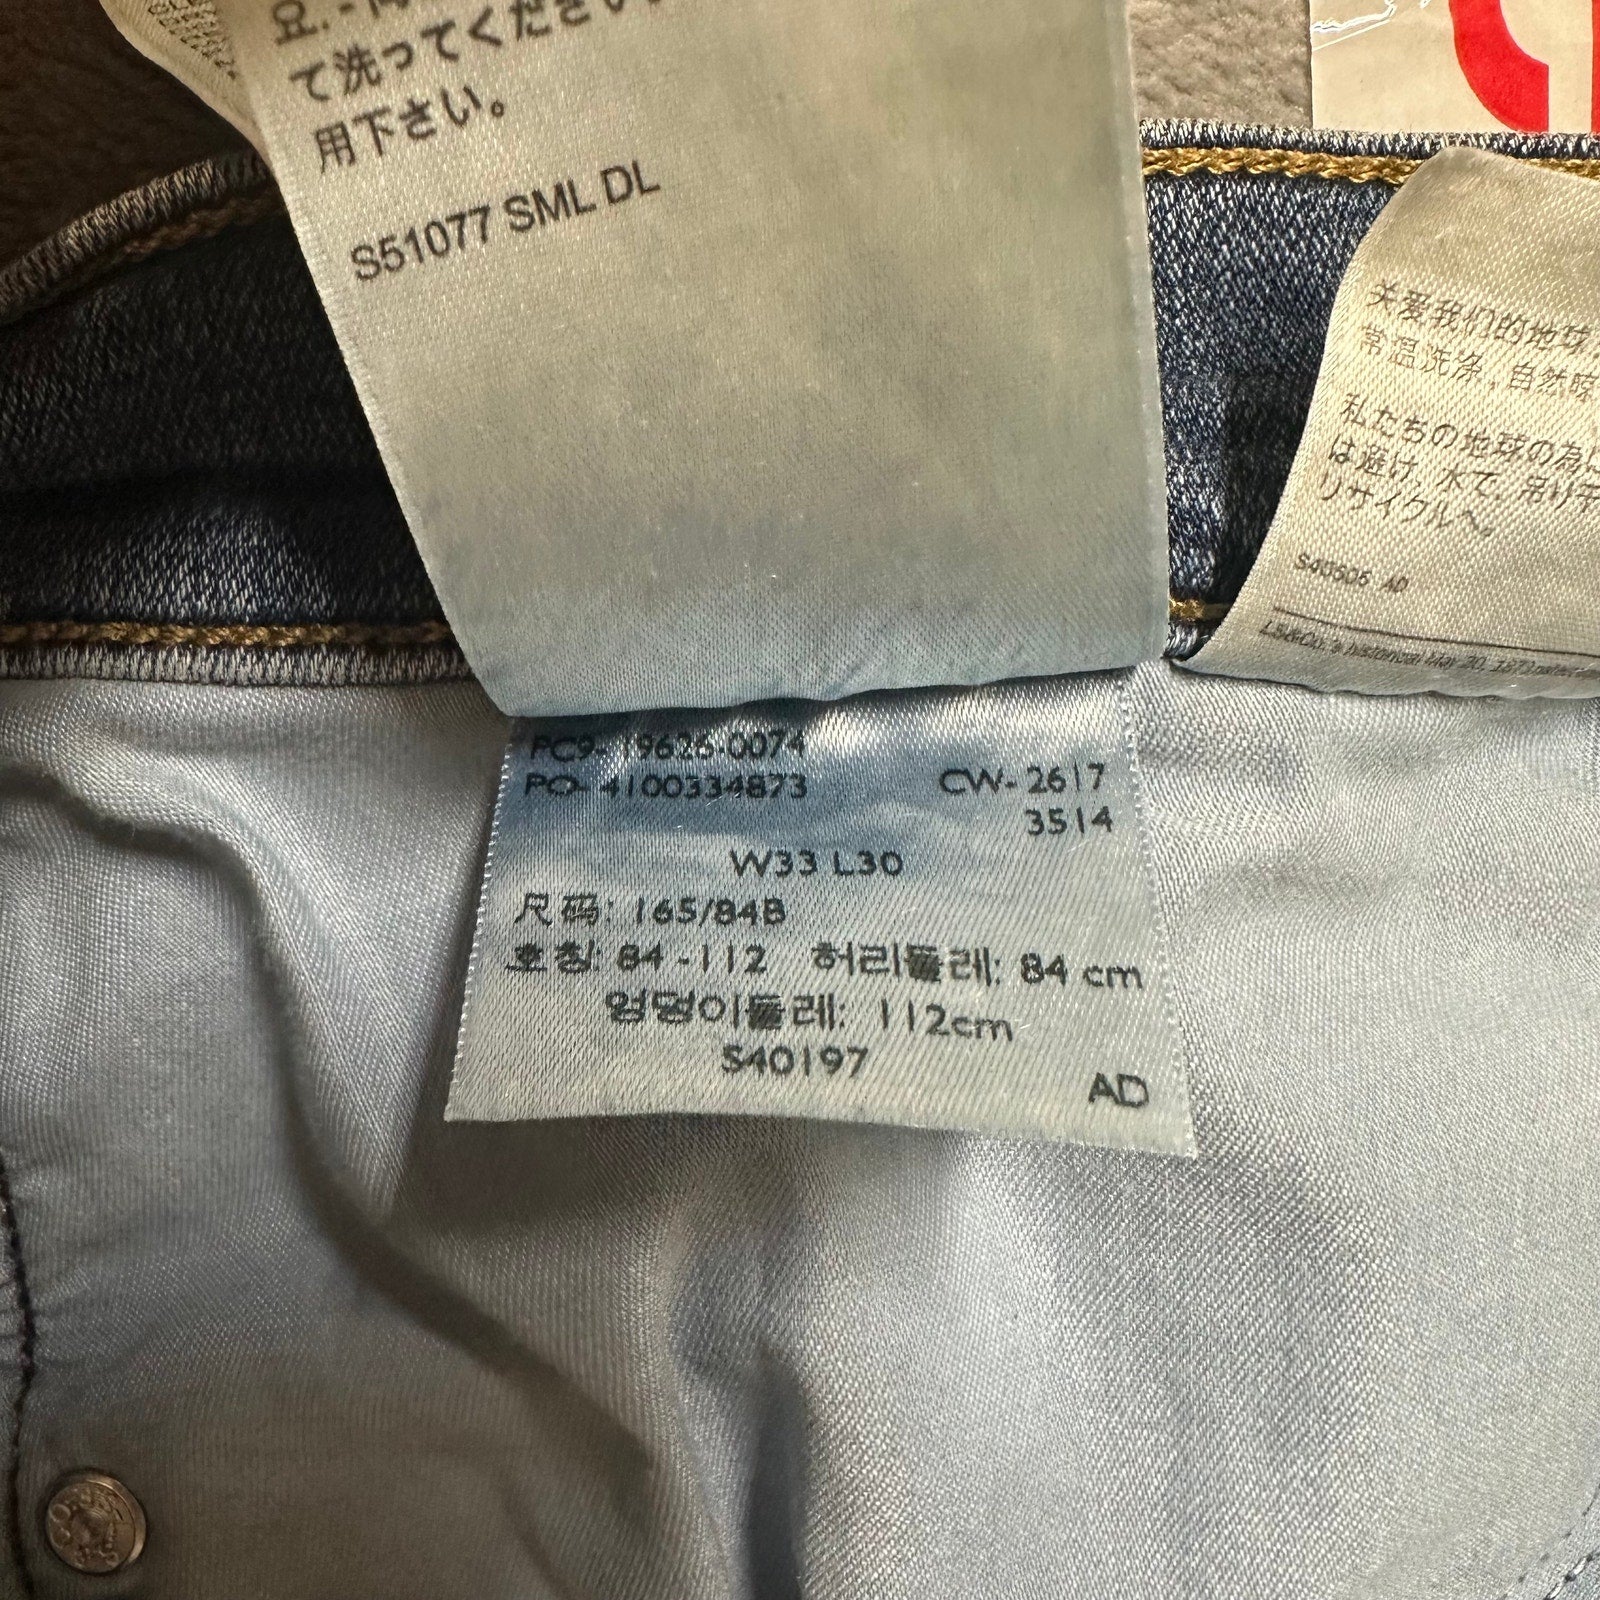 て洗ってください
用下さい。
S51077 SML DL
关爱我们的地球
常温洗涤，自然晾
私たちの地球の為に
は避け、水で、吊り干
リサイクルへ。
S40605 AD
PC9- 19626-0074
PO- 4100334873
CW- 2617
3514
W33 L30
尺码: 165/84B
호칭: 84 -112 허리둘레: 84 cm
엉덩이둘레: 112cm
S40197
AD